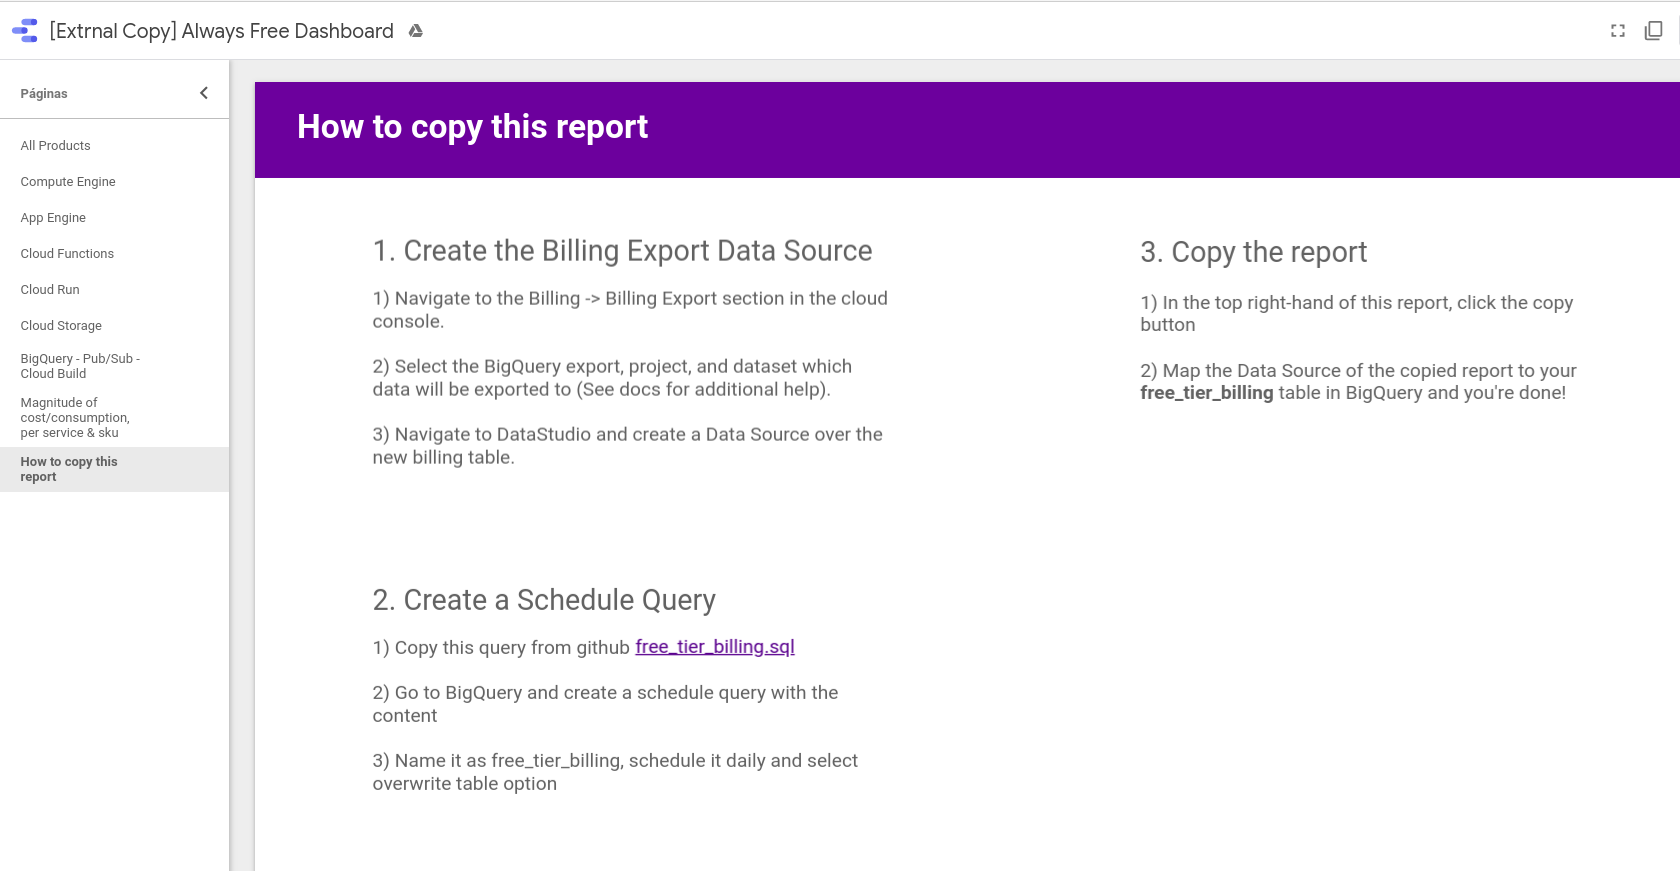 [Extrnal Copy] Always Free Dashboard
Páginas
All Products
Compute Engine
App Engine
Cloud Functions
Cloud Run
Cloud Storage
BigQuery - Pub/Sub -
Cloud Build
Magnitude of
cost/consumption,
per service & sku
How to copy this
report
How to copy this report
1. Create the Billing Export Data Source
1) Navigate to the Billing -> Billing Export section in the cloud
console.
2) Select the BigQuery export, project, and dataset which
data will be exported to (See docs for additional help).
3) Navigate to DataStudio and create a Data Source over the
new billing table.
2. Create a Schedule Query
1) Copy this query from github free_tier_billing.sql
2) Go to BigQuery and create a schedule query with the
content
3) Name it as free_tier_billing, schedule it daily and select
overwrite table option
3. Copy the report
1) In the top right-hand of this report, click the copy
button
2) Map the Data Source of the copied report to your
free_tier_billing table in BigQuery and you're done!